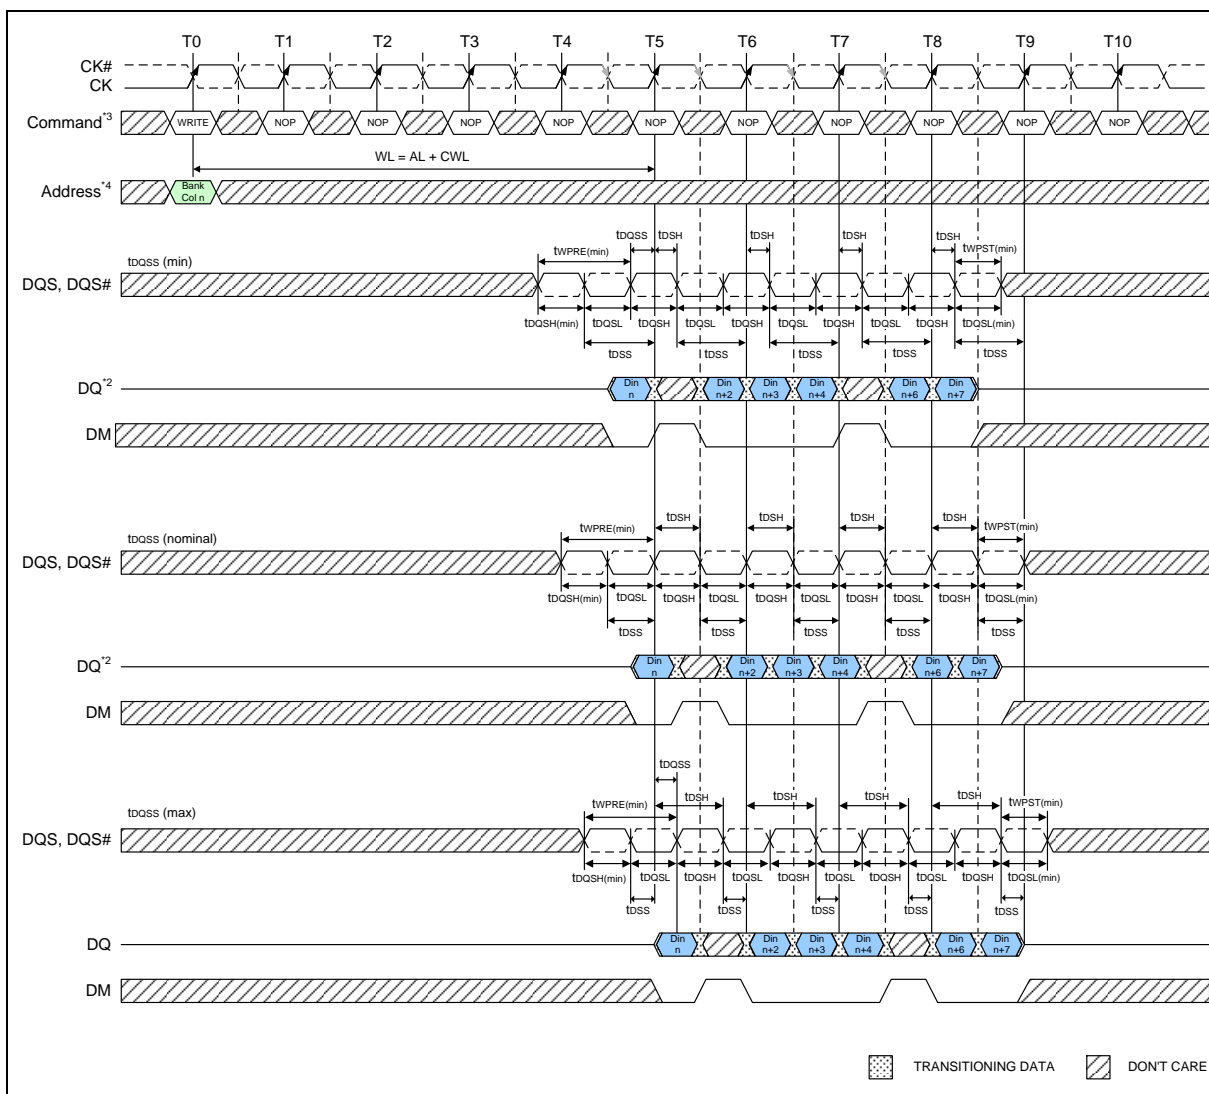 T0 T1 T2 T3 T4 T5 T6 T7 T8 T9 T10
CK#
CK
Command*3 WRITE NOP NOP NOP NOP NOP NOP NOP NOP NOP NOP
WL = AL + CWL
Address*4 Bank
Col n
tDQSS tDSH tDSH tDSH tDSH
tWPRE(min) tWPST(min)
tDQSS (min)
DQS, DQS#
tDQSH(min) tDQSL tDQSH tDQSL tDQSH tDQSL tDQSH tDQSL tDQSH tDQSL(min)
tDSS tDSS tDSS tDSS tDSS
DQ*2 Din n Din n+2 Din n+3 Din n+4 Din n+6 Din n+7
DM
tWPRE(min) tDSH tDSH tDSH tDSH tWPST(min)
tDQSS (nominal)
DQS, DQS#
tDQSH(min) tDQSL tDQSH tDQSL tDQSH tDQSL tDQSH tDQSL tDQSH tDQSL(min)
tDSS tDSS tDSS tDSS tDSS
DQ*2 Din n Din n+2 Din n+3 Din n+4 Din n+6 Din n+7
DM
tDQSS
tWPRE(min) tDSH tDSH tDSH tDSH tWPST(min)
tDQSS (max)
DQS, DQS#
tDQSH(min) tDQSL tDQSH tDQSL tDQSH tDQSL tDQSH tDQSL tDQSH tDQSL(min)
tDSS tDSS tDSS tDSS tDSS
DQ Din n Din n+2 Din n+3 Din n+4 Din n+6 Din n+7
DM
TRANSITIONING DATA DON'T CARE